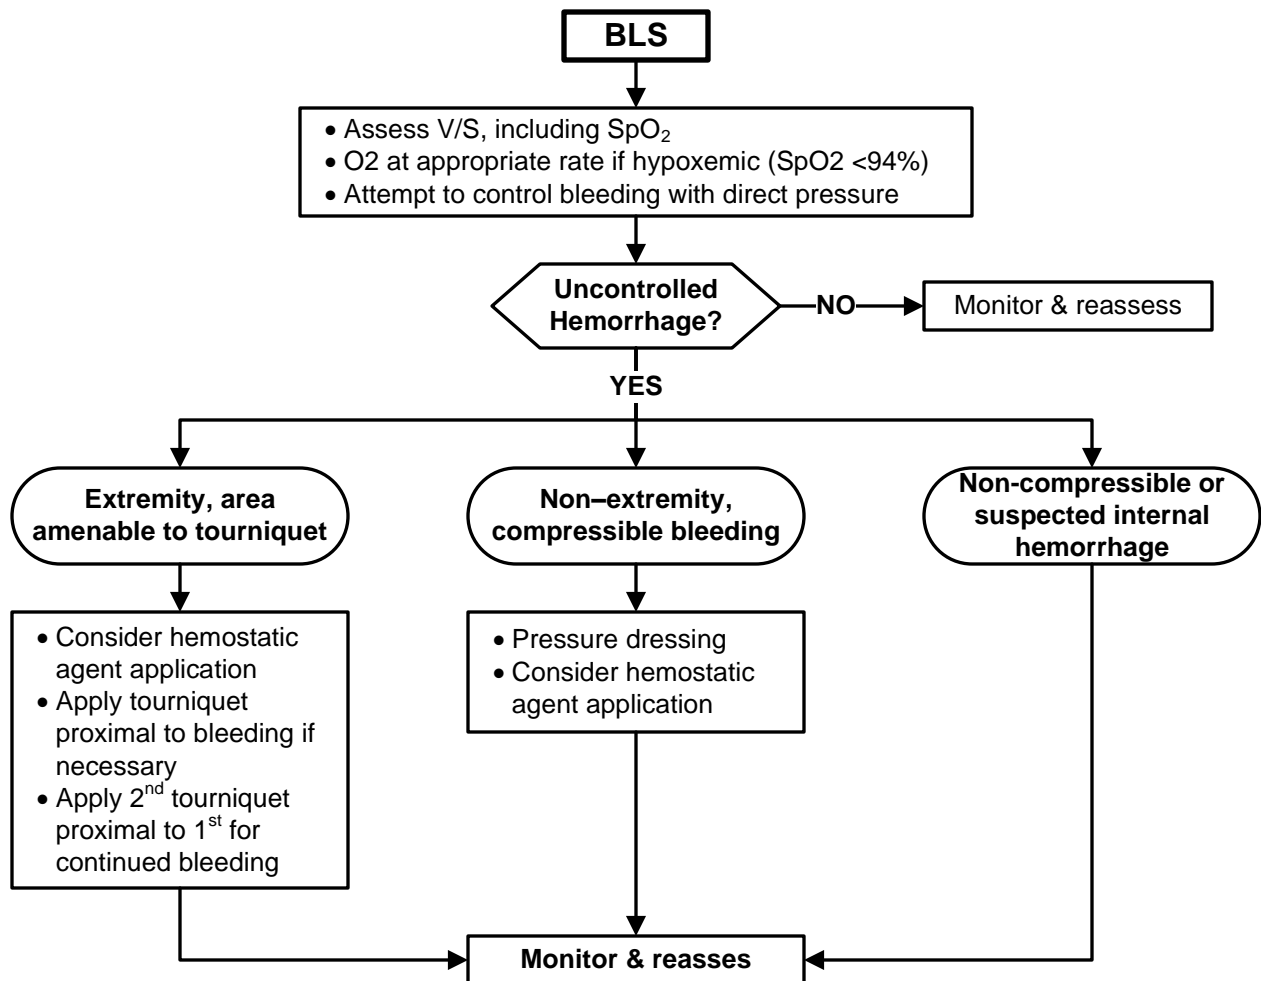 BLS
• Assess V/S, including SpO₂
• O2 at appropriate rate if hypoxemic (SpO2 <94%)
• Attempt to control bleeding with direct pressure
Uncontrolled
Hemorrhage?
NO
Monitor & reassess
YES
Extremity, area
amenable to tourniquet
Non–extremity,
compressible bleeding
Non-compressible or
suspected internal
hemorrhage
• Consider hemostatic
agent application
• Apply tourniquet
proximal to bleeding if
necessary
• Apply 2nd tourniquet
proximal to 1st for
continued bleeding
• Pressure dressing
• Consider hemostatic
agent application
Monitor & reasses